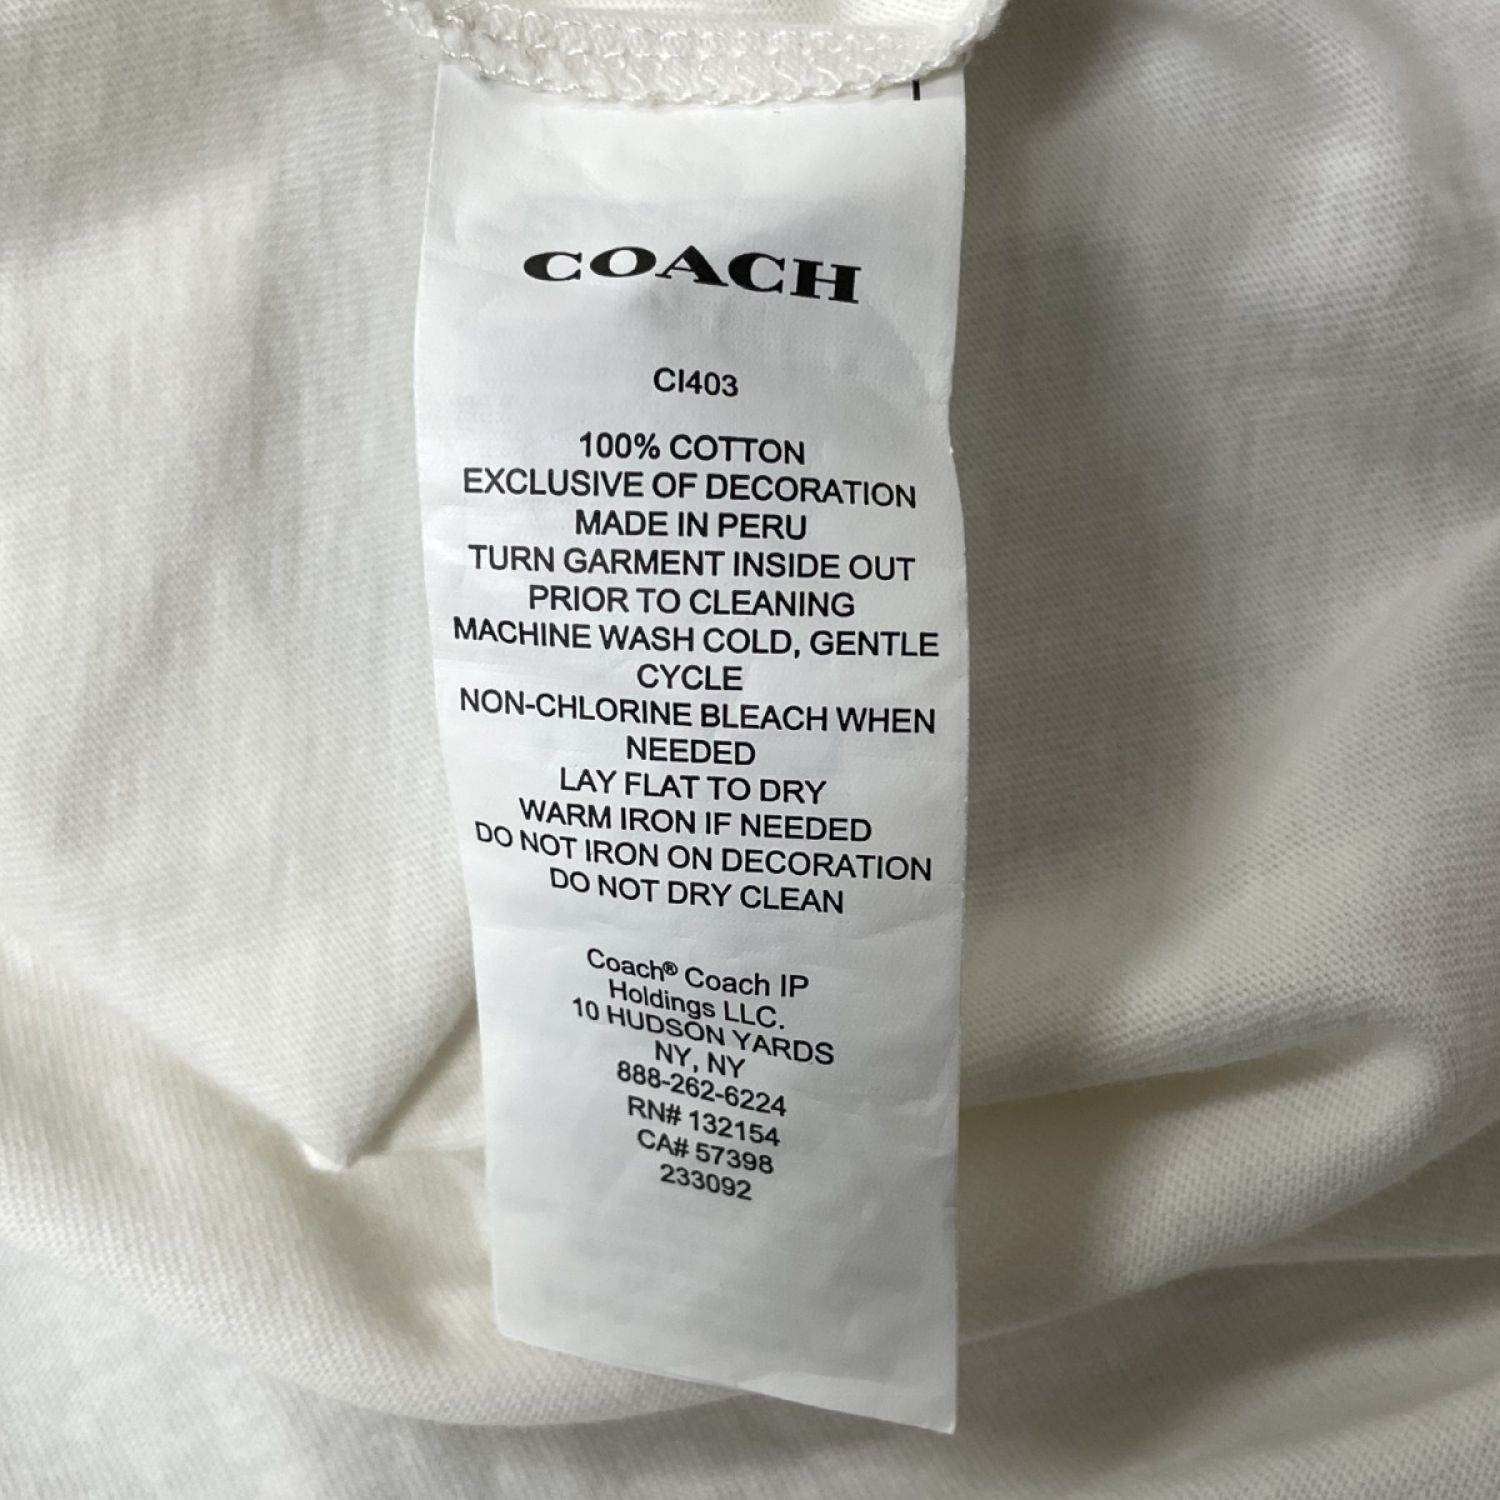 COACH
CI403
100% COTTON
EXCLUSIVE OF DECORATION
MADE IN PERU
TURN GARMENT INSIDE OUT
PRIOR TO CLEANING
MACHINE WASH COLD, GENTLE
CYCLE
NON-CHLORINE BLEACH WHEN
NEEDED
LAY FLAT TO DRY
WARM IRON IF NEEDED
DO NOT IRON ON DECORATION
DO NOT DRY CLEAN
Coach® Coach IP
Holdings LLC.
10 HUDSON YARDS
NY, NY
888-262-6224
RN# 132154
CA# 57398
233092